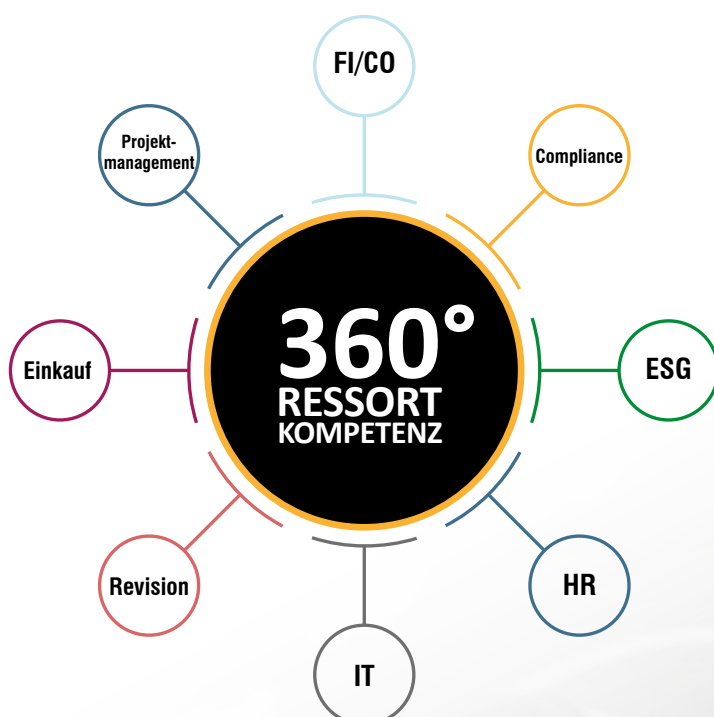 FI/CO
Compliance
ESG
HR
IT
Revision
Einkauf
Projekt-
management
360°
RESSORT
KOMPETENZ